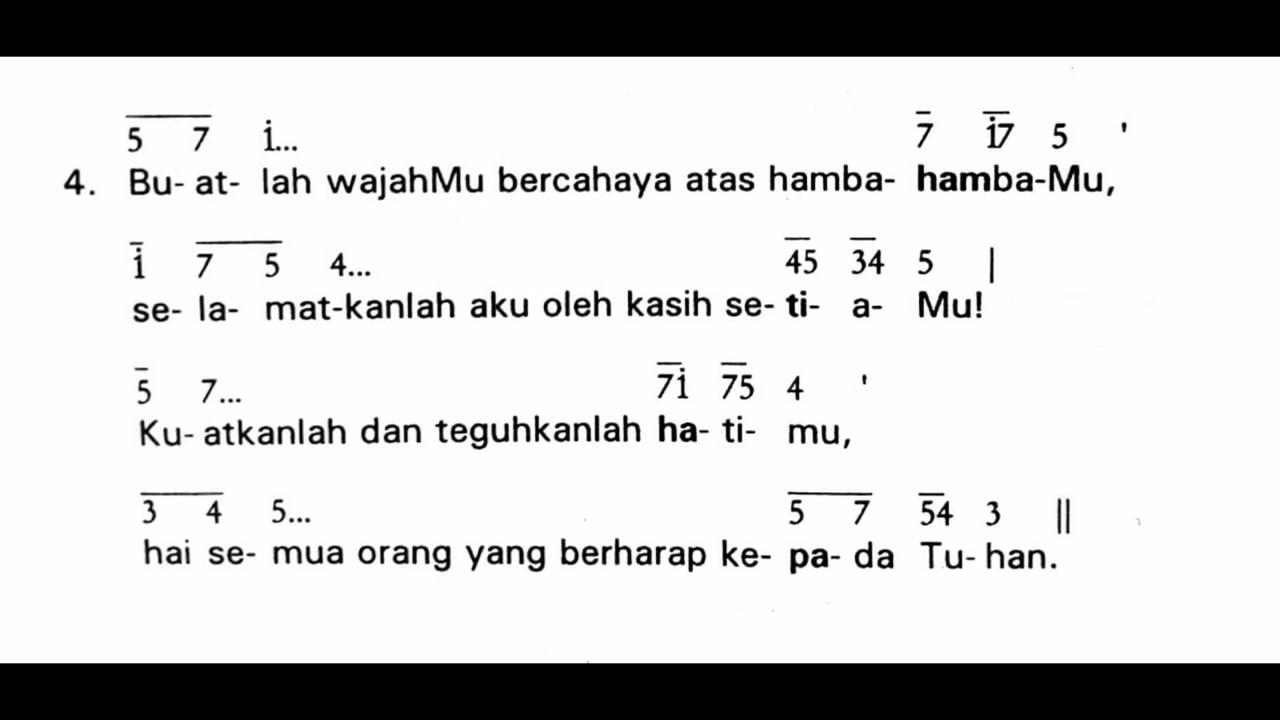 5 7 i... 7 i7 5 '
4. Bu- at- lah wajahMu bercahaya atas hamba- hamba-Mu,
i 7 5 4... 45 34 5 |
se- la- mat-kanlah aku oleh kasih se- ti- a- Mu!
5 7... 7i 75 4 '
Ku- atkanlah dan teguhkanlah ha- ti- mu,
3 4 5... 5 7 54 3 ||
hai se- mua orang yang berharap ke- pa- da Tu- han.